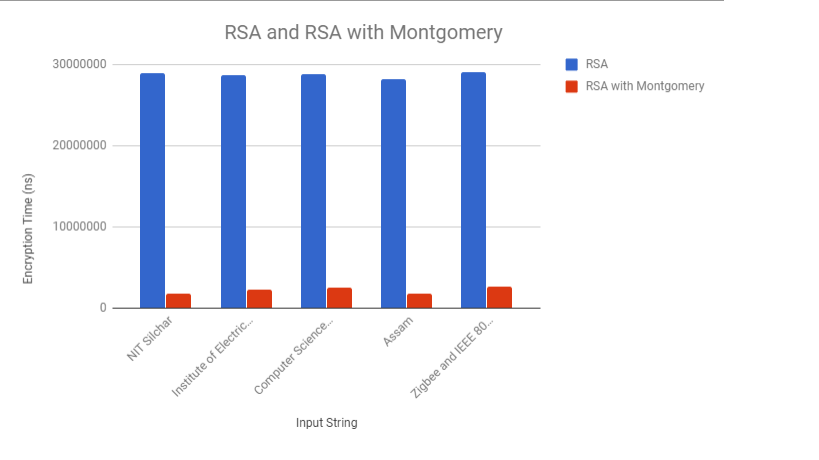 RSA and RSA with Montgomery
RSA
RSA with Montgomery
30000000
20000000
10000000
0
Encryption Time (ns)
NIT Silchar
Institute of Electric...
Computer Science...
Assam
Zigbee and IEEE 80...
Input String